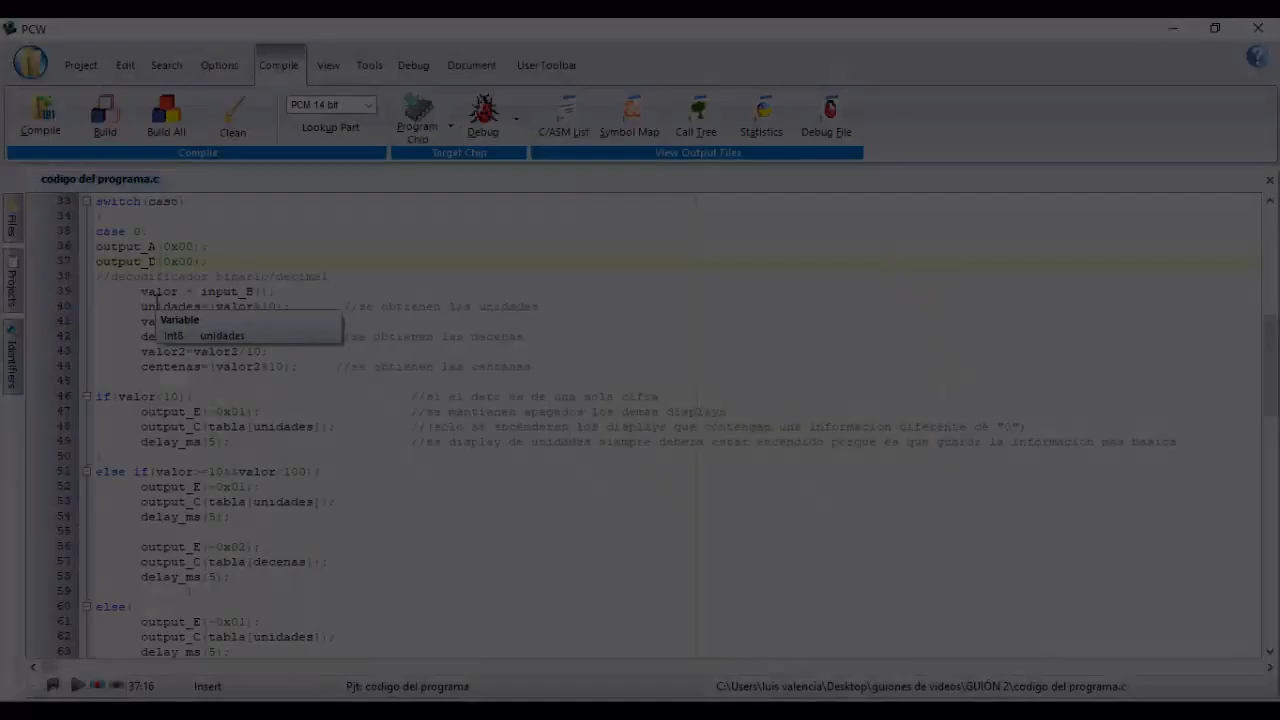 PCW
Project Edit Search Options Compile View Tools Debug Document User Toolbar
Compile Build Build All Clean PCM 14 bit Lookup Part Program Chip Debug C/ASM List Symbol Map Call Tree Statistics Debug File
Compile Target Chip View Output Files
codigo del programa.c
Files
Projects
Identifiers
33 switch(caso)
34 {
35 case 0:
36 output_A(0x00);
37 output_D(0x00);
38 //decodificador binario/decimal
39 valor = input_B();
40 unidades=(valor%10); //se obtienen las unidades
41 va
Variable
int8 unidades
42 de //se obtienen las decenas
43 valor2=valor2/10;
44 centenas=(valor2%10); //se obtienen las centenas
45
46 if(valor<10){ //si el dato es de una sola cifra
47 output_E(~0x01); //se mantienen apagados los demas displays
48 output_C(tabla[unidades]); //(solo se encenderen los displays que contengan una informacion diferente de "0")
49 delay_ms(5); //es display de unidades siempre debera estar encendido porque es que guarda la informacion mas basica
50 }
51 else if(valor>=10&&valor<100){
52 output_E(~0x01);
53 output_C(tabla[unidades]);
54 delay_ms(5);
55
56 output_E(~0x02);
57 output_C(tabla[decenas]);
58 delay_ms(5);
59 }
60 else{
61 output_E(~0x01);
62 output_C(tabla[unidades]);
63 delay_ms(5);
37:16 Insert Pjt: codigo del programa C:\Users\luis valencia\Desktop\guiones de videos\GUIÓN 2\codigo del programa.c